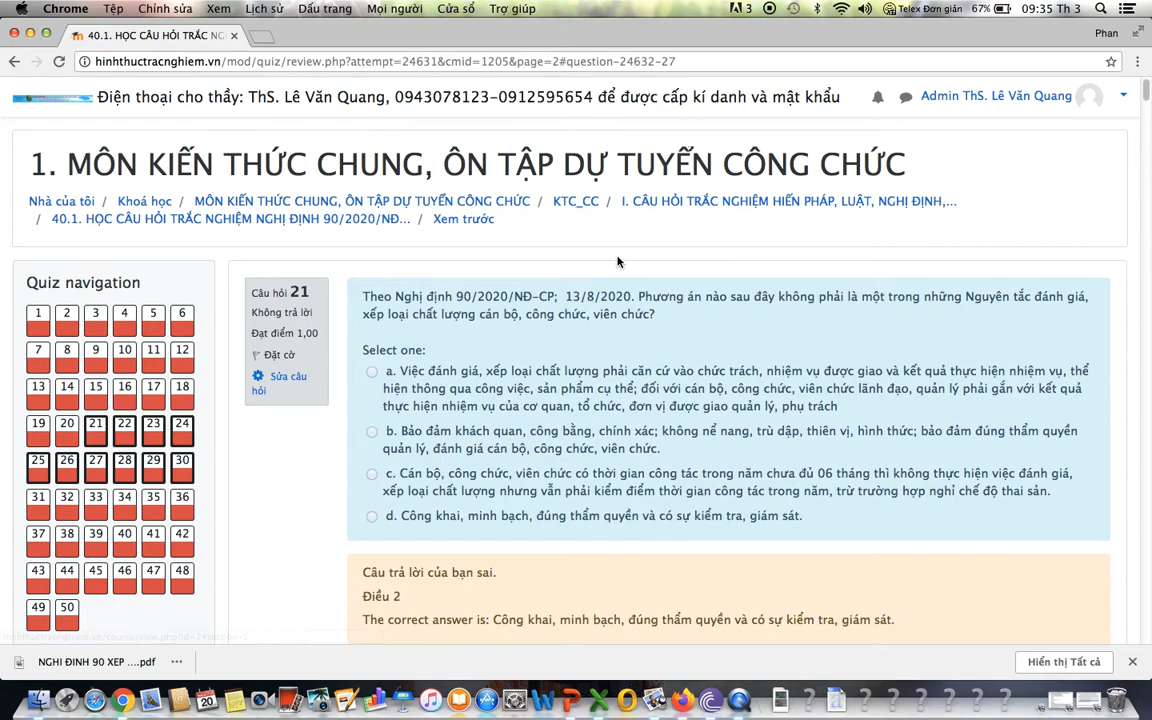 Chrome Tệp Chỉnh sửa Xem Lịch sử Dấu trang Mọi người Cửa sổ Trợ giúp 3 Telex Đơn giản 67% 09:35 Th 3
40.1. HỌC CÂU HỎI TRẮC NG
Phan
hinhthuctracnghiem.vn/mod/quiz/review.php?attempt=24631&cmid=1205&page=2#question-24632-27
Điện thoại cho thầy: ThS. Lê Văn Quang, 0943078123-0912595654 để được cấp kí danh và mật khẩu
Admin ThS. Lê Văn Quang
1. MÔN KIẾN THỨC CHUNG, ÔN TẬP DỰ TUYỂN CÔNG CHỨC
Nhà của tôi / Khoá học / MÔN KIẾN THỨC CHUNG, ÔN TẬP DỰ TUYỂN CÔNG CHỨC / KTC_CC / I. CÂU HỎI TRẮC NGHIỆM HIẾN PHÁP, LUẬT, NGHỊ ĐỊNH,...
/ 40.1. HỌC CÂU HỎI TRẮC NGHIỆM NGHỊ ĐỊNH 90/2020/NĐ... / Xem trước
Quiz navigation
1 2 3 4 5 6
7 8 9 10 11 12
13 14 15 16 17 18
19 20 21 22 23 24
25 26 27 28 29 30
31 32 33 34 35 36
37 38 39 40 41 42
43 44 45 46 47 48
49 50
Câu hỏi 21
Không trả lời
Đạt điểm 1,00
Đặt cờ
Sửa câu
hỏi
Theo Nghị định 90/2020/NĐ-CP; 13/8/2020. Phương án nào sau đây không phải là một trong những Nguyên tắc đánh giá,
xếp loại chất lượng cán bộ, công chức, viên chức?
Select one:
a. Việc đánh giá, xếp loại chất lượng phải căn cứ vào chức trách, nhiệm vụ được giao và kết quả thực hiện nhiệm vụ, thể
hiện thông qua công việc, sản phẩm cụ thể; đối với cán bộ, công chức, viên chức lãnh đạo, quản lý phải gắn với kết quả
thực hiện nhiệm vụ của cơ quan, tổ chức, đơn vị được giao quản lý, phụ trách
b. Bảo đảm khách quan, công bằng, chính xác; không nể nang, trù dập, thiên vị, hình thức; bảo đảm đúng thẩm quyền
quản lý, đánh giá cán bộ, công chức, viên chức.
c. Cán bộ, công chức, viên chức có thời gian công tác trong năm chưa đủ 06 tháng thì không thực hiện việc đánh giá,
xếp loại chất lượng nhưng vẫn phải kiểm điểm thời gian công tác trong năm, trừ trường hợp nghỉ chế độ thai sản.
d. Công khai, minh bạch, đúng thẩm quyền và có sự kiểm tra, giám sát.
Câu trả lời của bạn sai.
Điều 2
The correct answer is: Công khai, minh bạch, đúng thẩm quyền và có sự kiểm tra, giám sát.
hinhthuctracnghiem.vn/course/view.php?id=2#section-1
NGHI ĐINH 90 XEP ....pdf
Hiển thị Tất cả